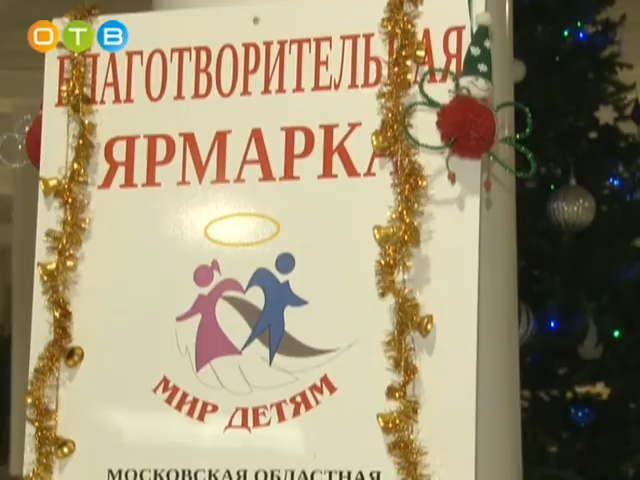 ОТВ
БЛАГОТВОРИТЕЛЬНАЯ
ЯРМАРКА
МИР ДЕТЯМ
МОСКОВСКАЯ ОБЛАСТНАЯ